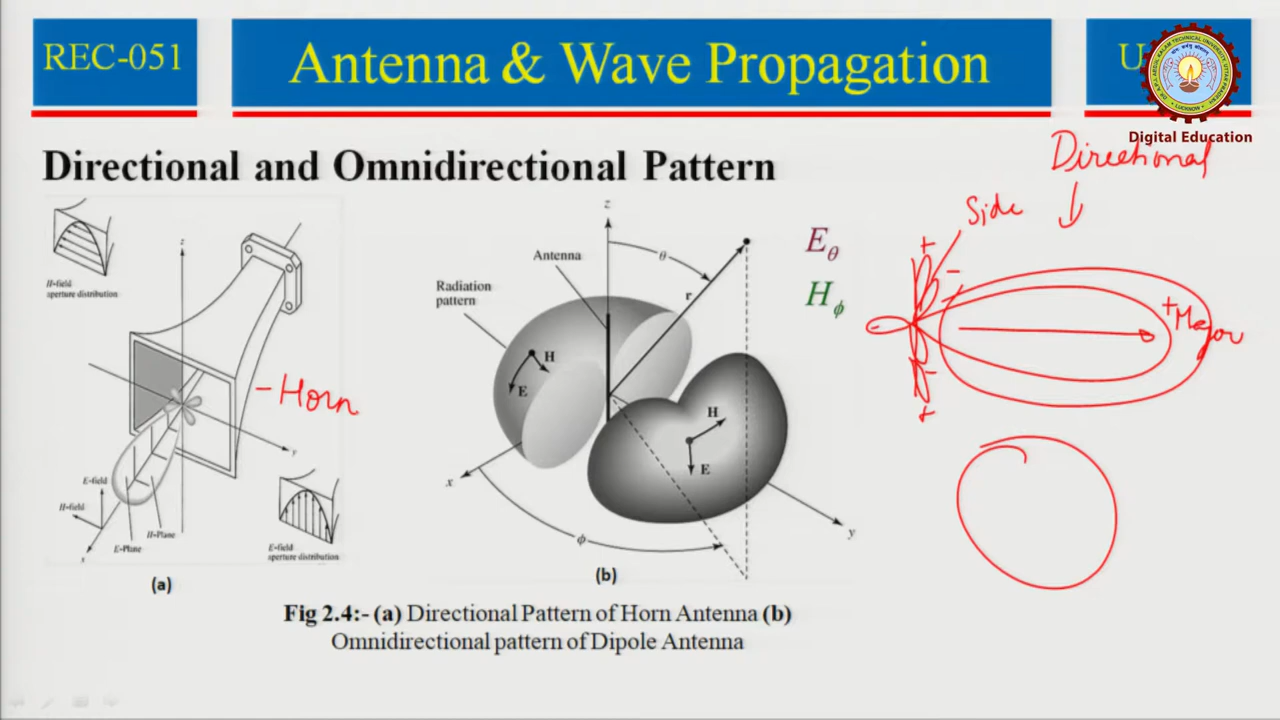 REC-051
Antenna & Wave Propagation
U
Digital Education
Directional and Omnidirectional Pattern
Directional
Side
+
-
+ Major
-
+
H-field
aperture distribution
z
- Horn
y
E-field
H-field
H-Plane
E-Plane
x
E-field
aperture distribution
(a)
z
Antenna
θ
Radiation
pattern
r
H
E
H
E
x
ϕ
y
(b)
Eθ
Hϕ
Fig 2.4:- (a) Directional Pattern of Horn Antenna (b)
Omnidirectional pattern of Dipole Antenna